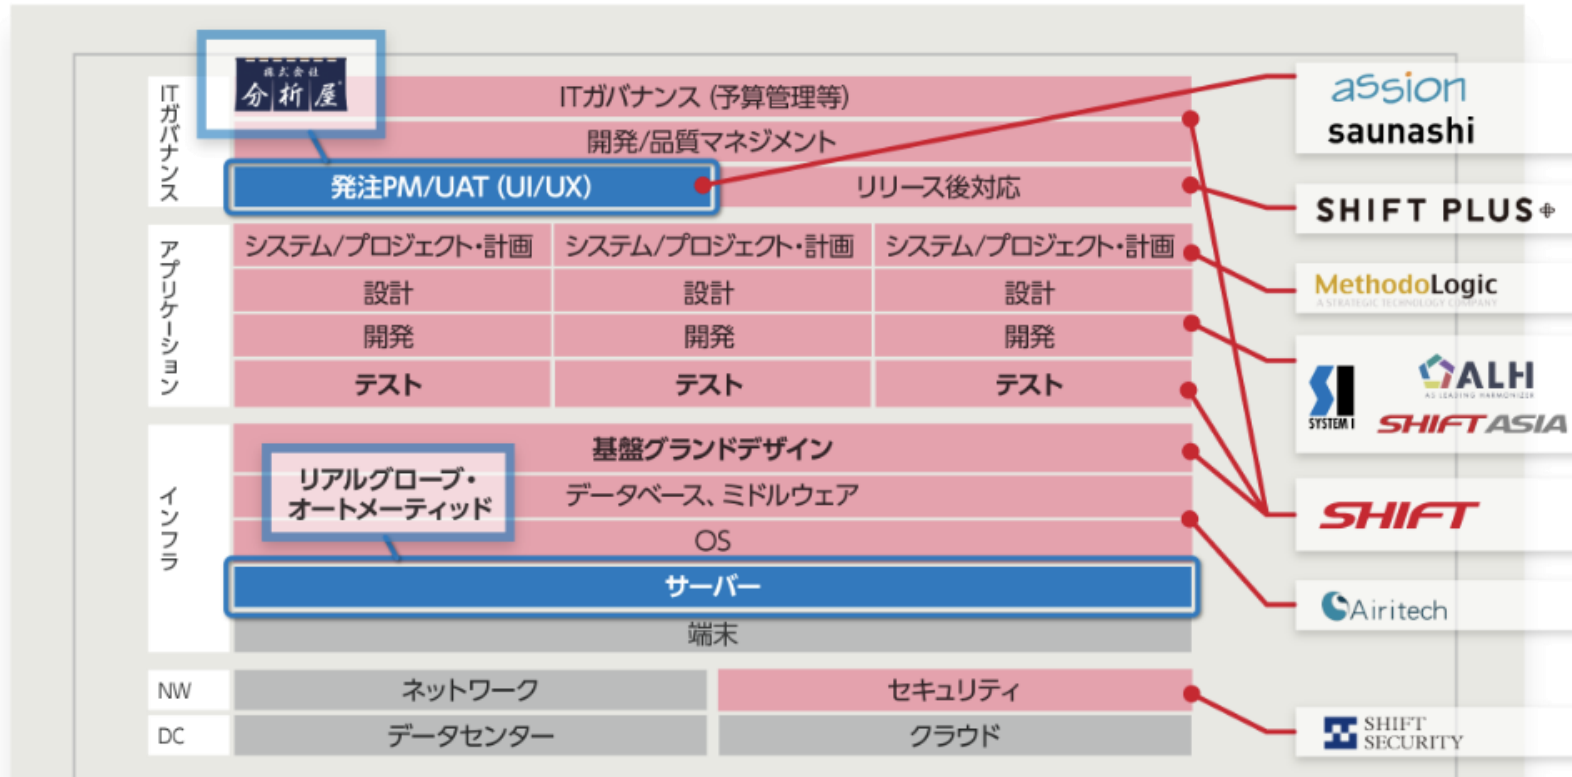 株式会社
分析屋
ITガバナンス
ITガバナンス (予算管理等)
開発/品質マネジメント
発注PM/UAT (UI/UX)
リリース後対応
アプリケーション
システム/プロジェクト・計画
システム/プロジェクト・計画
システム/プロジェクト・計画
設計
設計
設計
開発
開発
開発
テスト
テスト
テスト
インフラ
基盤グランドデザイン
リアルグローブ・
オートメーティッド
データベース、ミドルウェア
OS
サーバー
端末
NW
ネットワーク
セキュリティ
DC
データセンター
クラウド
assion
saunashi
SHIFT PLUS
MethodoLogic
A STRATEGIC TECHNOLOGY COMPANY
SI
SYSTEM I
ALH
AS LEADING HARMONIZER
SHIFT ASIA
SHIFT
Airitech
SHIFT
SECURITY